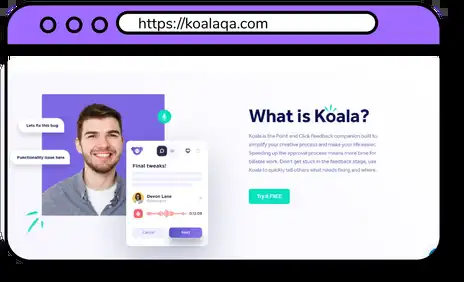 https://koalaqa.com
What is Koala?
Lets fix this bug
Functionality issue here
Koala is the Point and Click Feedback companion built to
simplify your creative process and make your life easier.
Speeding up the approval process means more time for
billable work. Don't get stuck in the feedback stage, use
Koala to quickly tell others what needs fixing and where.
Final tweaks!
Devon Lane
0:12:09
Try it FREE
Cancel
Next